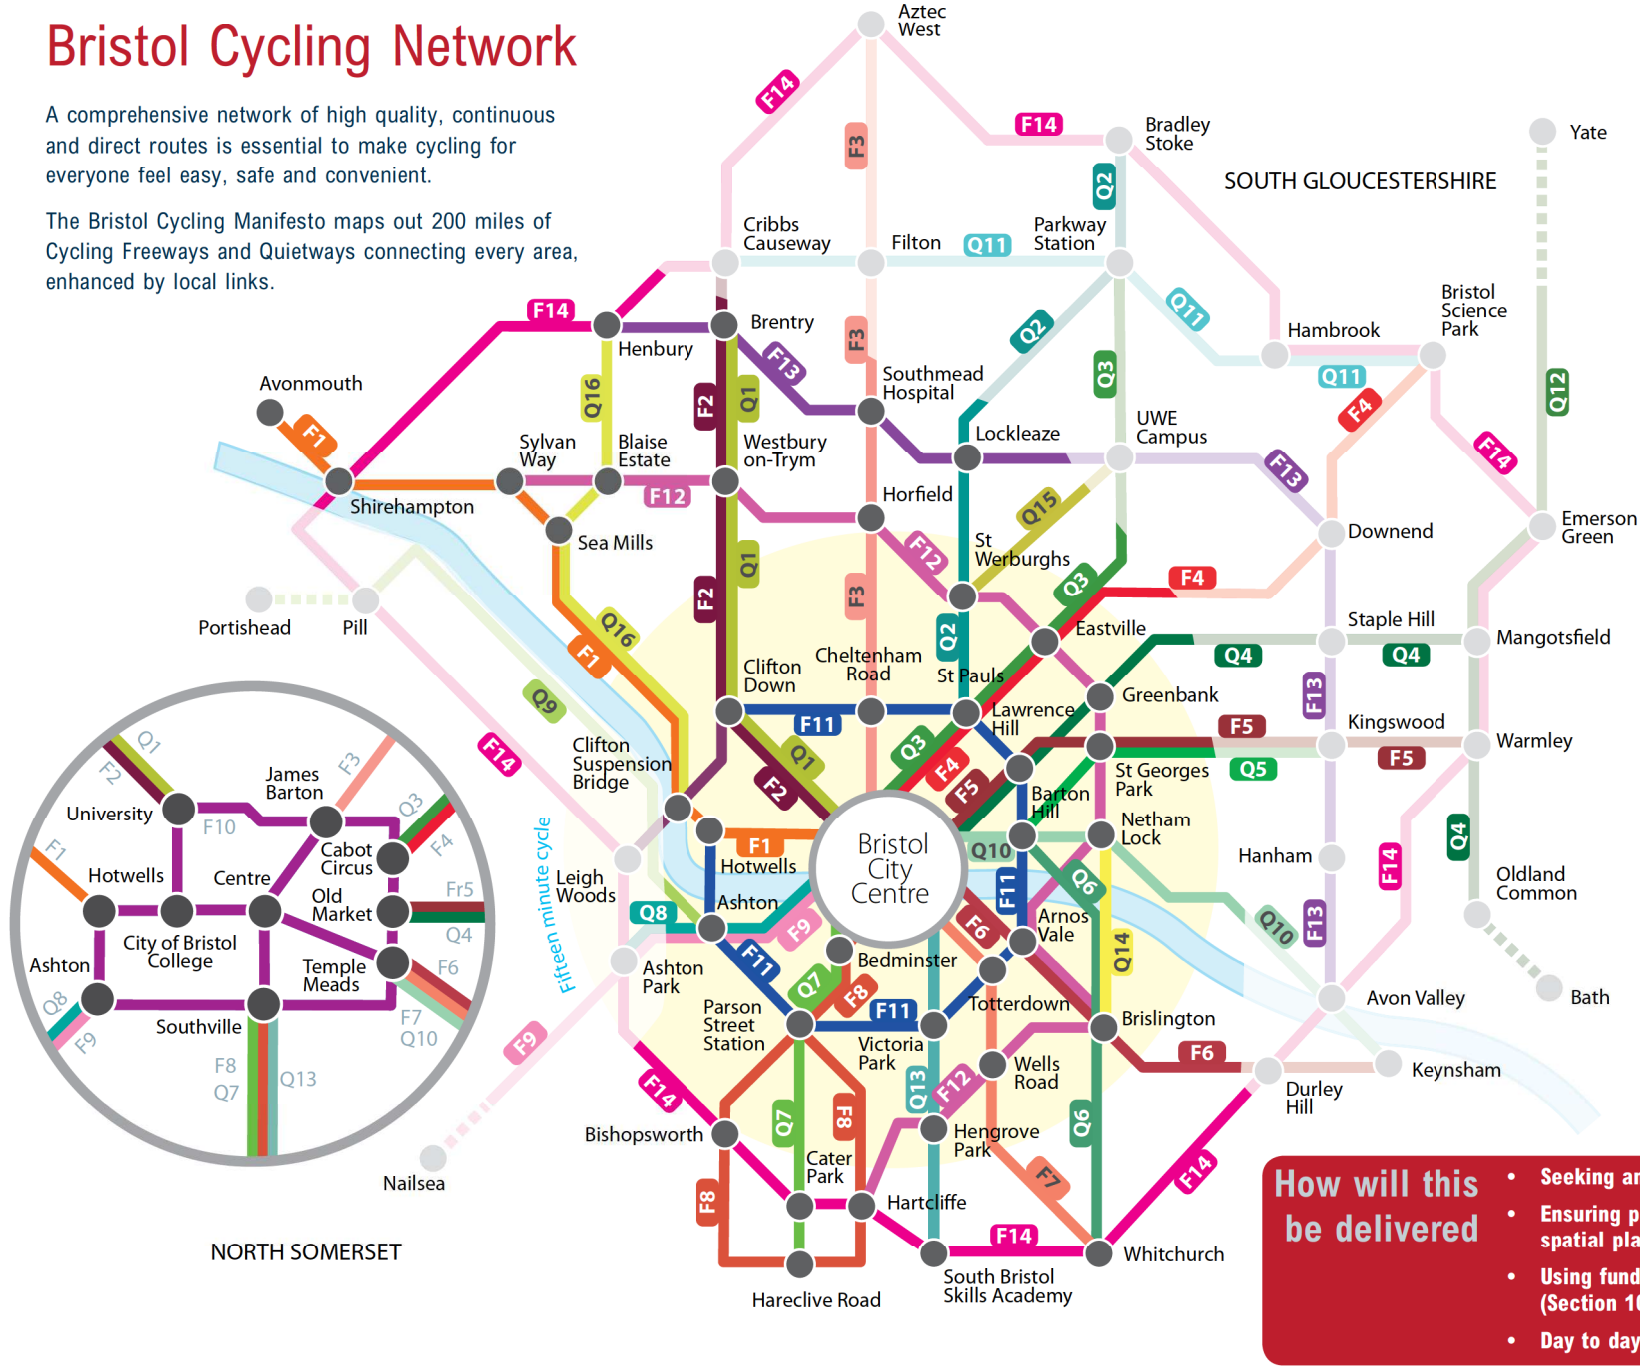 Bristol Cycling Network
A comprehensive network of high quality, continuous
and direct routes is essential to make cycling for
everyone feel easy, safe and convenient.
The Bristol Cycling Manifesto maps out 200 miles of
Cycling Freeways and Quietways connecting every area,
enhanced by local links.
Aztec
West
F14
F14
F3
Bradley
Stoke
Yate
SOUTH GLOUCESTERSHIRE
Q2
Cribbs
Causeway
Filton
Q11
Parkway
Station
F14
Brentry
Henbury
F13
F3
Q2
Q11
Hambrook
Bristol
Science
Park
Q11
Avonmouth
F1
Q16
F2
Q1
Southmead
Hospital
Q3
F4
Q12
Sylvan
Way
Blaise
Estate
Westbury
on-Trym
Lockleaze
UWE
Campus
F13
F14
Shirehampton
F12
Horfield
Q15
Downend
Emerson
Green
Sea Mills
Q1
F12
St
Werburghs
F2
F3
Q3
F4
Portishead
Pill
Q16
F1
Q2
Eastville
Staple Hill
Mangotsfield
Q4
Q4
Cheltenham
Road
St Pauls
Clifton
Down
Greenbank
F13
Q9
F11
Lawrence
Hill
F5
Kingswood
Warmley
F14
Clifton
Suspension
Bridge
Q1
F2
Q3
F4
F5
St Georges
Park
Q5
F5
Barton
Hill
Netham
Lock
Q4
F1
Bristol
City
Centre
Q10
Hotwells
Hanham
F14
Leigh
Woods
Fifteen minute cycle
Ashton
Q8
F9
F6
F11
Q6
Arnos
Vale
Q14
Q10
F13
Oldland
Common
Ashton
Park
F11
Bedminster
Q7
F8
Totterdown
Avon Valley
Bath
Parson
Street
Station
F11
Victoria
Park
Brislington
F9
F6
Wells
Road
Durley
Hill
Keynsham
F14
Q13
F12
Bishopsworth
Q7
F8
Hengrove
Park
Q6
Nailsea
Cater
Park
F7
F14
F8
Hartcliffe
F14
Whitchurch
South Bristol
Skills Academy
Hareclive Road
Q1
F2
F3
James
Barton
University
F10
Q3
F4
Cabot
Circus
F1
Hotwells
Centre
Old
Market
Fr5
Q4
City of Bristol
College
Ashton
Temple
Meads
F6
Q8
F9
Southville
F7
Q10
F8
Q7
Q13
NORTH SOMERSET
How will this
be delivered
• Seeking an
• Ensuring p
spatial pla
• Using fund
(Section 10
• Day to day